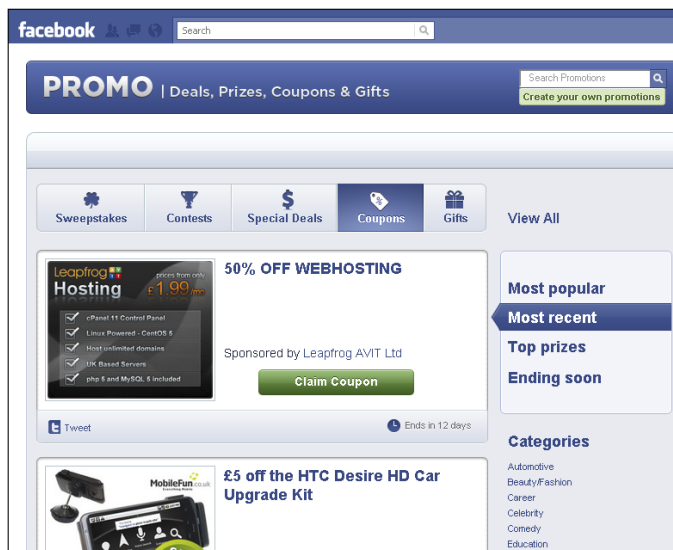 facebook
Search
PROMO | Deals, Prizes, Coupons & Gifts
Search Promotions
Create your own promotions
Sweepstakes
Contests
Special Deals
Coupons
Gifts
View All
Leapfrog
Hosting
prices from only
£1.99/mo
cPanel 11 Control Panel
Linux Powered - CentOS 5
Host unlimited domains
UK Based Servers
php 5 and MySQL 5 included
50% OFF WEBHOSTING
Sponsored by Leapfrog AVIT Ltd
Claim Coupon
Tweet
Ends in 12 days
Most popular
Most recent
Top prizes
Ending soon
Categories
Automotive
Beauty/Fashion
Career
Celebrity
Comedy
Education
MobileFun.co.uk
£5 off the HTC Desire HD Car
Upgrade Kit